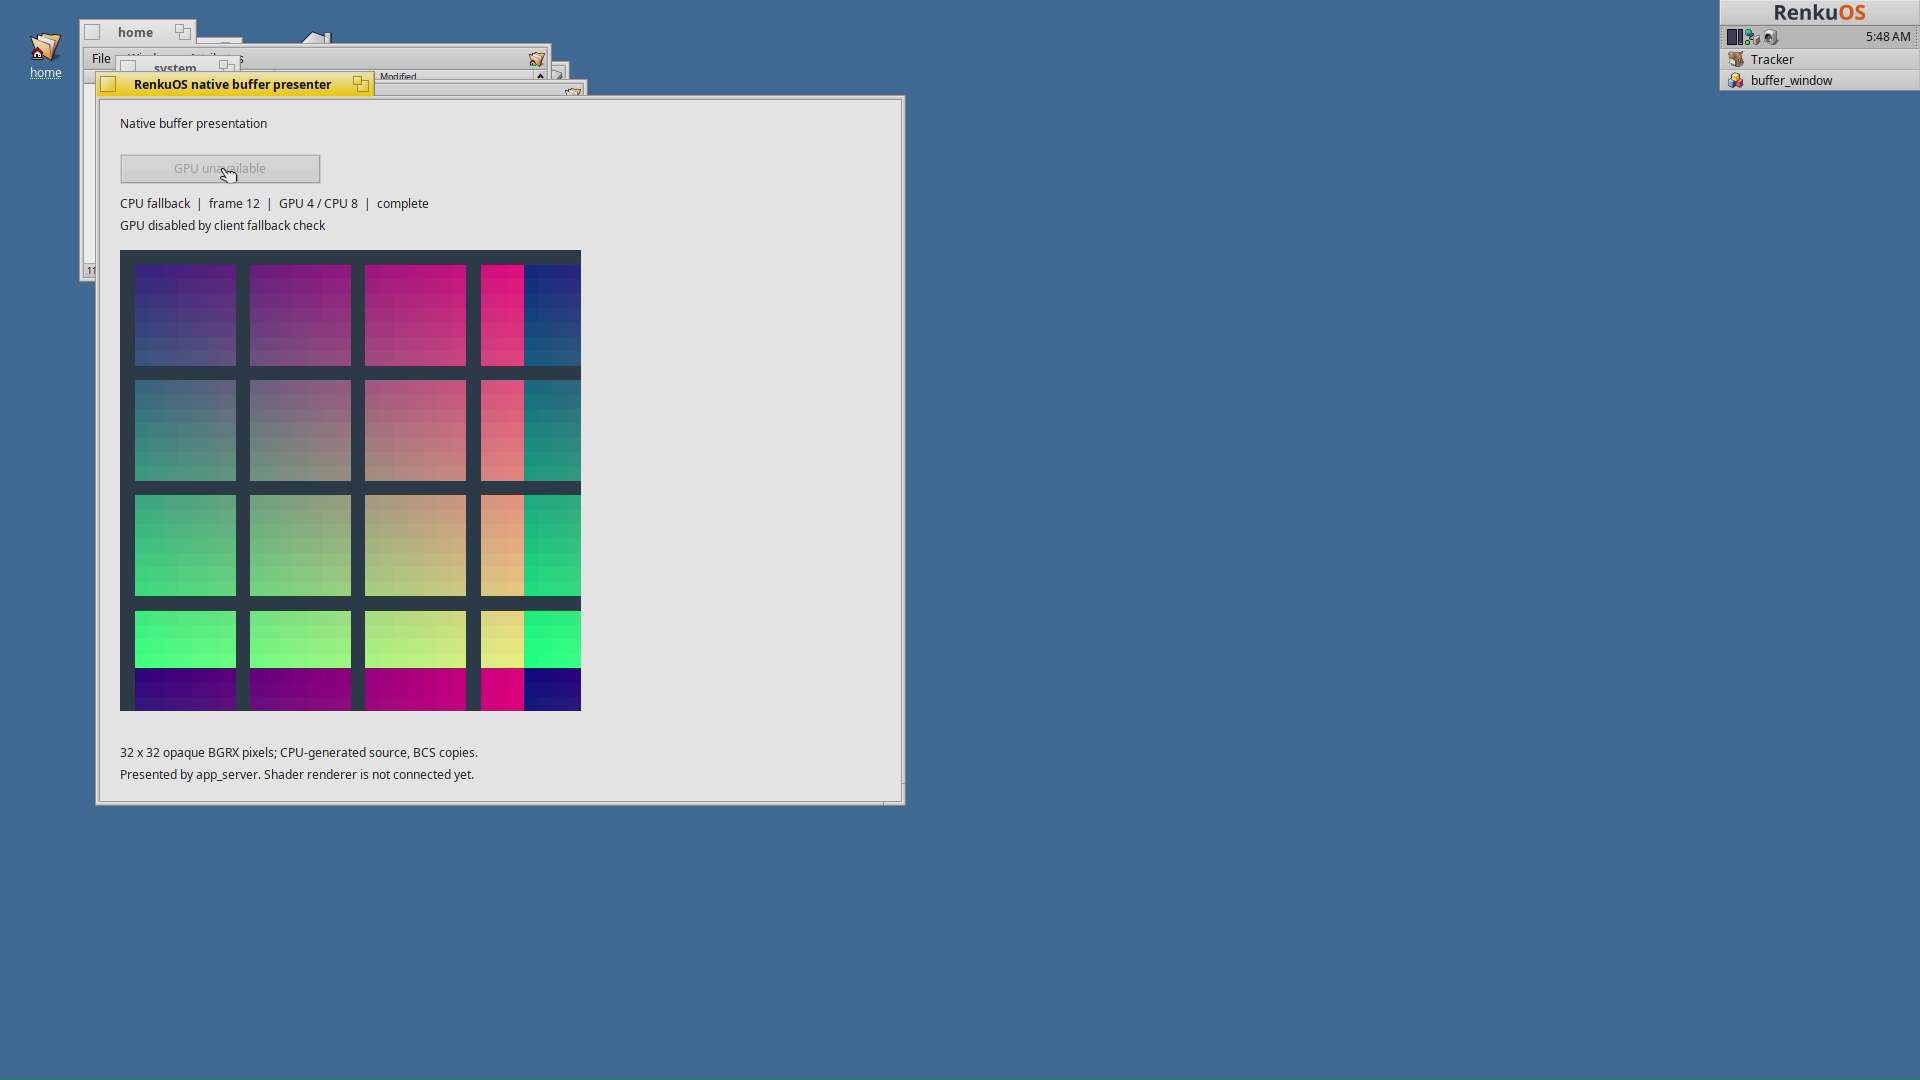 home
RenkuOS
5:48 AM
Tracker
buffer_window
home
File
system
Modified
RenkuOS native buffer presenter
Native buffer presentation
GPU unavailable
CPU fallback | frame 12 | GPU 4 / CPU 8 | complete
GPU disabled by client fallback check
11
32 x 32 opaque BGRX pixels; CPU-generated source, BCS copies.
Presented by app_server. Shader renderer is not connected yet.